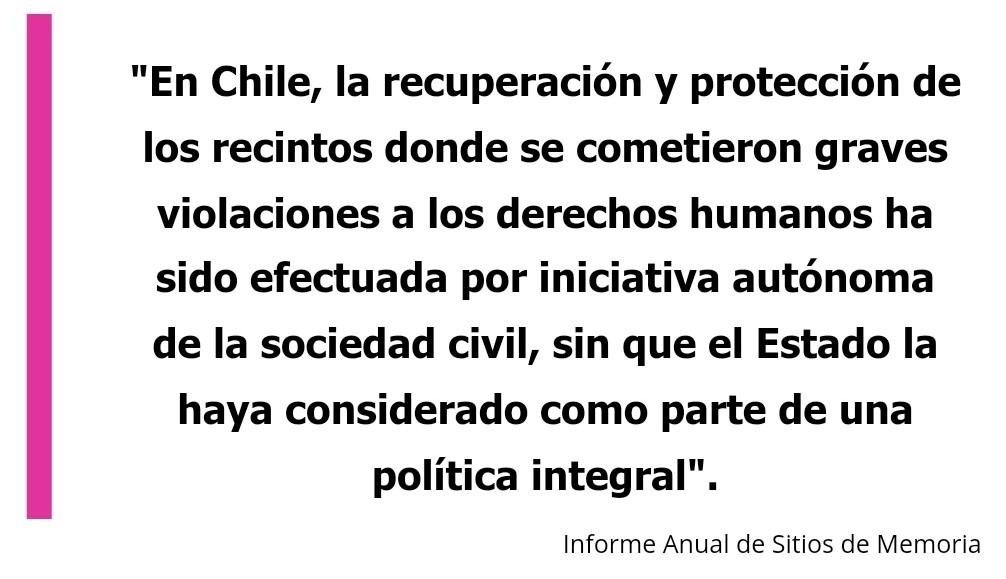 "En Chile, la recuperación y protección de
los recintos donde se cometieron graves
violaciones a los derechos humanos ha
sido efectuada por iniciativa autónoma
de la sociedad civil, sin que el Estado la
haya considerado como parte de una
política integral".
Informe Anual de Sitios de Memoria